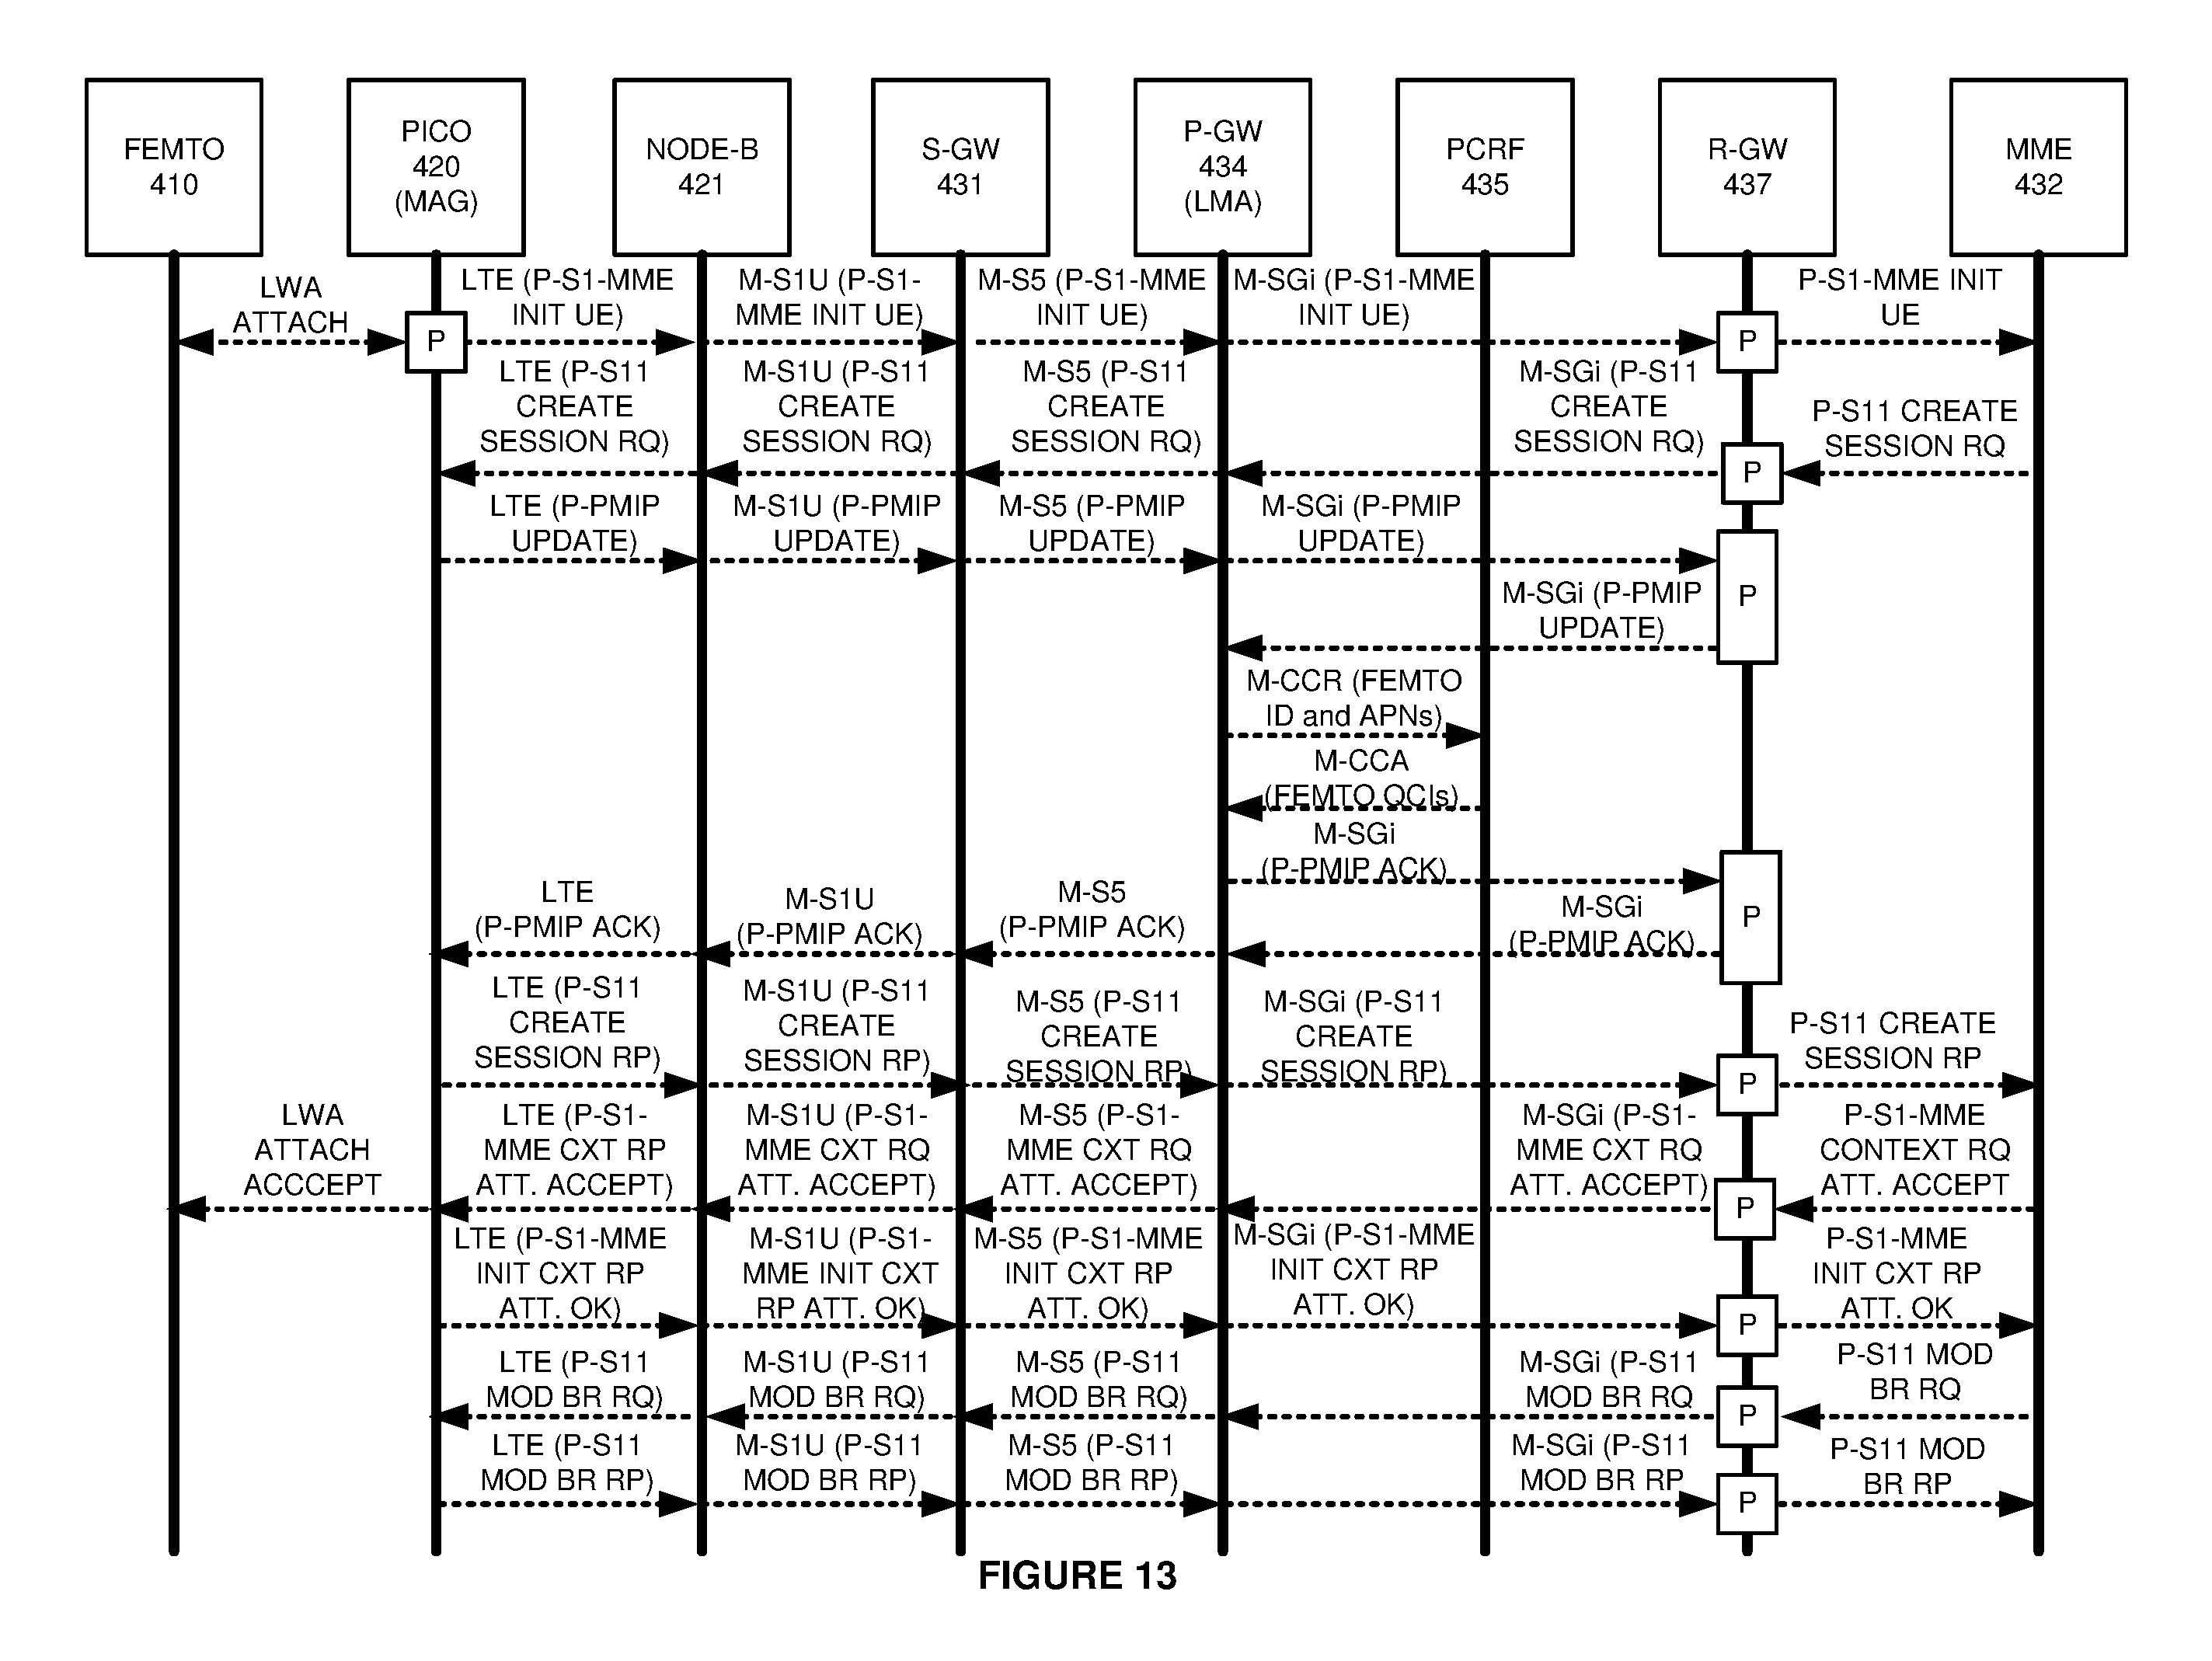 FEMTO
410
PICO
420
(MAG)
NODE-B
421
S-GW
431
P-GW
434
(LMA)
PCRF
435
R-GW
437
MME
432
LWA
ATTACH
P
LTE (P-S1-MME
INIT UE)
M-S1U (P-S1-
MME INIT UE)
M-S5 (P-S1-MME
INIT UE)
M-SGi (P-S1-MME
INIT UE)
P
P-S1-MME INIT
UE
LTE (P-S11
CREATE
SESSION RQ)
M-S1U (P-S11
CREATE
SESSION RQ)
M-S5 (P-S11
CREATE
SESSION RQ)
M-SGi (P-S11
CREATE
SESSION RQ)
P
P-S11 CREATE
SESSION RQ
LTE (P-PMIP
UPDATE)
M-S1U (P-PMIP
UPDATE)
M-S5 (P-PMIP
UPDATE)
M-SGi (P-PMIP
UPDATE)
P
M-SGi (P-PMIP
UPDATE)
M-CCR (FEMTO
ID and APNs)
M-CCA
(FEMTO QCIs)
M-SGi
(P-PMIP ACK)
LTE
(P-PMIP ACK)
M-S1U
(P-PMIP ACK)
M-S5
(P-PMIP ACK)
M-SGi
(P-PMIP ACK)
P
LTE (P-S11
CREATE
SESSION RP)
M-S1U (P-S11
CREATE
SESSION RP)
M-S5 (P-S11
CREATE
SESSION RP)
M-SGi (P-S11
CREATE
SESSION RP)
P
P-S11 CREATE
SESSION RP
LWA
ATTACH
ACCCEPT
LTE (P-S1-
MME CXT RP
ATT. ACCEPT)
M-S1U (P-S1-
MME CXT RQ
ATT. ACCEPT)
M-S5 (P-S1-
MME CXT RQ
ATT. ACCEPT)
M-SGi (P-S1-
MME CXT RQ
ATT. ACCEPT)
P
P-S1-MME
CONTEXT RQ
ATT. ACCEPT
LTE (P-S1-MME
INIT CXT RP
ATT. OK)
M-S1U (P-S1-
MME INIT CXT
RP ATT. OK)
M-S5 (P-S1-MME
INIT CXT RP
ATT. OK)
M-SGi (P-S1-MME
INIT CXT RP
ATT. OK)
P
P-S1-MME
INIT CXT RP
ATT. OK
LTE (P-S11
MOD BR RQ)
M-S1U (P-S11
MOD BR RQ)
M-S5 (P-S11
MOD BR RQ)
M-SGi (P-S11
MOD BR RQ
P
P-S11 MOD
BR RQ
LTE (P-S11
MOD BR RP)
M-S1U (P-S11
MOD BR RP)
M-S5 (P-S11
MOD BR RP)
M-SGi (P-S11
MOD BR RP
P
P-S11 MOD
BR RP
FIGURE 13